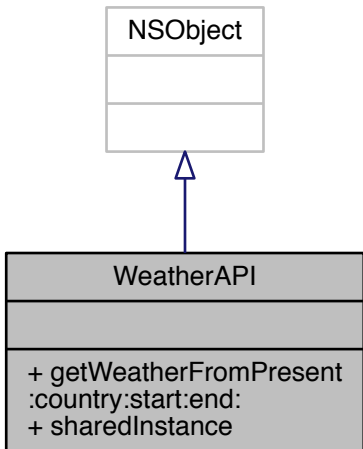 NSObject
WeatherAPI
+ getWeatherFromPresent
:country:start:end:
+ sharedInstance